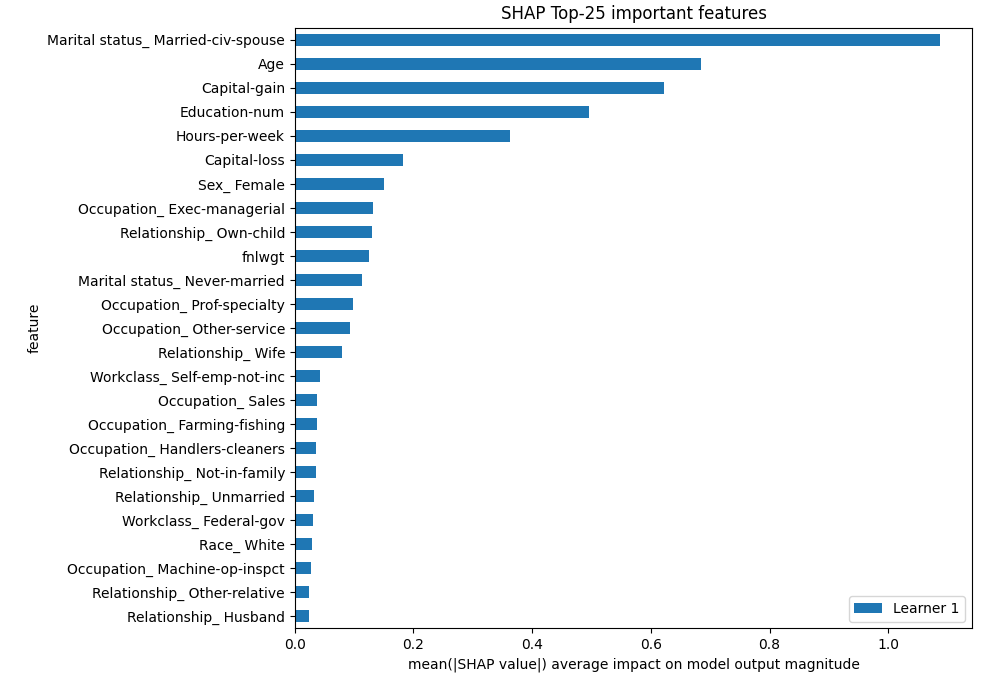 SHAP Top-25 important features
Marital status_ Married-civ-spouse
Age
Capital-gain
Education-num
Hours-per-week
Capital-loss
Sex_ Female
Occupation_ Exec-managerial
Relationship_ Own-child
fnlwgt
Marital status_ Never-married
Occupation_ Prof-specialty
Occupation_ Other-service
Relationship_ Wife
Workclass_ Self-emp-not-inc
Occupation_ Sales
Occupation_ Farming-fishing
Occupation_ Handlers-cleaners
Relationship_ Not-in-family
Relationship_ Unmarried
Workclass_ Federal-gov
Race_ White
Occupation_ Machine-op-inspct
Relationship_ Other-relative
Relationship_ Husband
feature
Learner 1
0.0 0.2 0.4 0.6 0.8 1.0
mean(|SHAP value|) average impact on model output magnitude